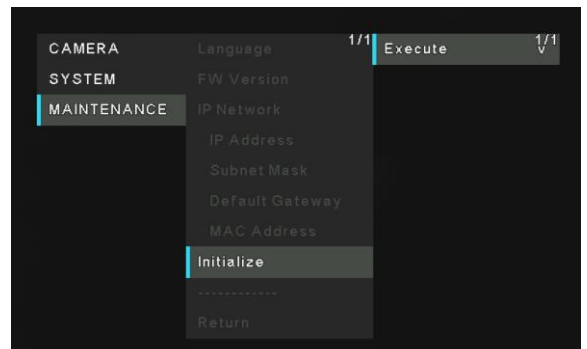 CAMERA
SYSTEM
MAINTENANCE
Language 1/1
FW Version
IP Network
IP Address
Subnet Mask
Default Gateway
MAC Address
Initialize
------------
Return
Execute 1/1
v